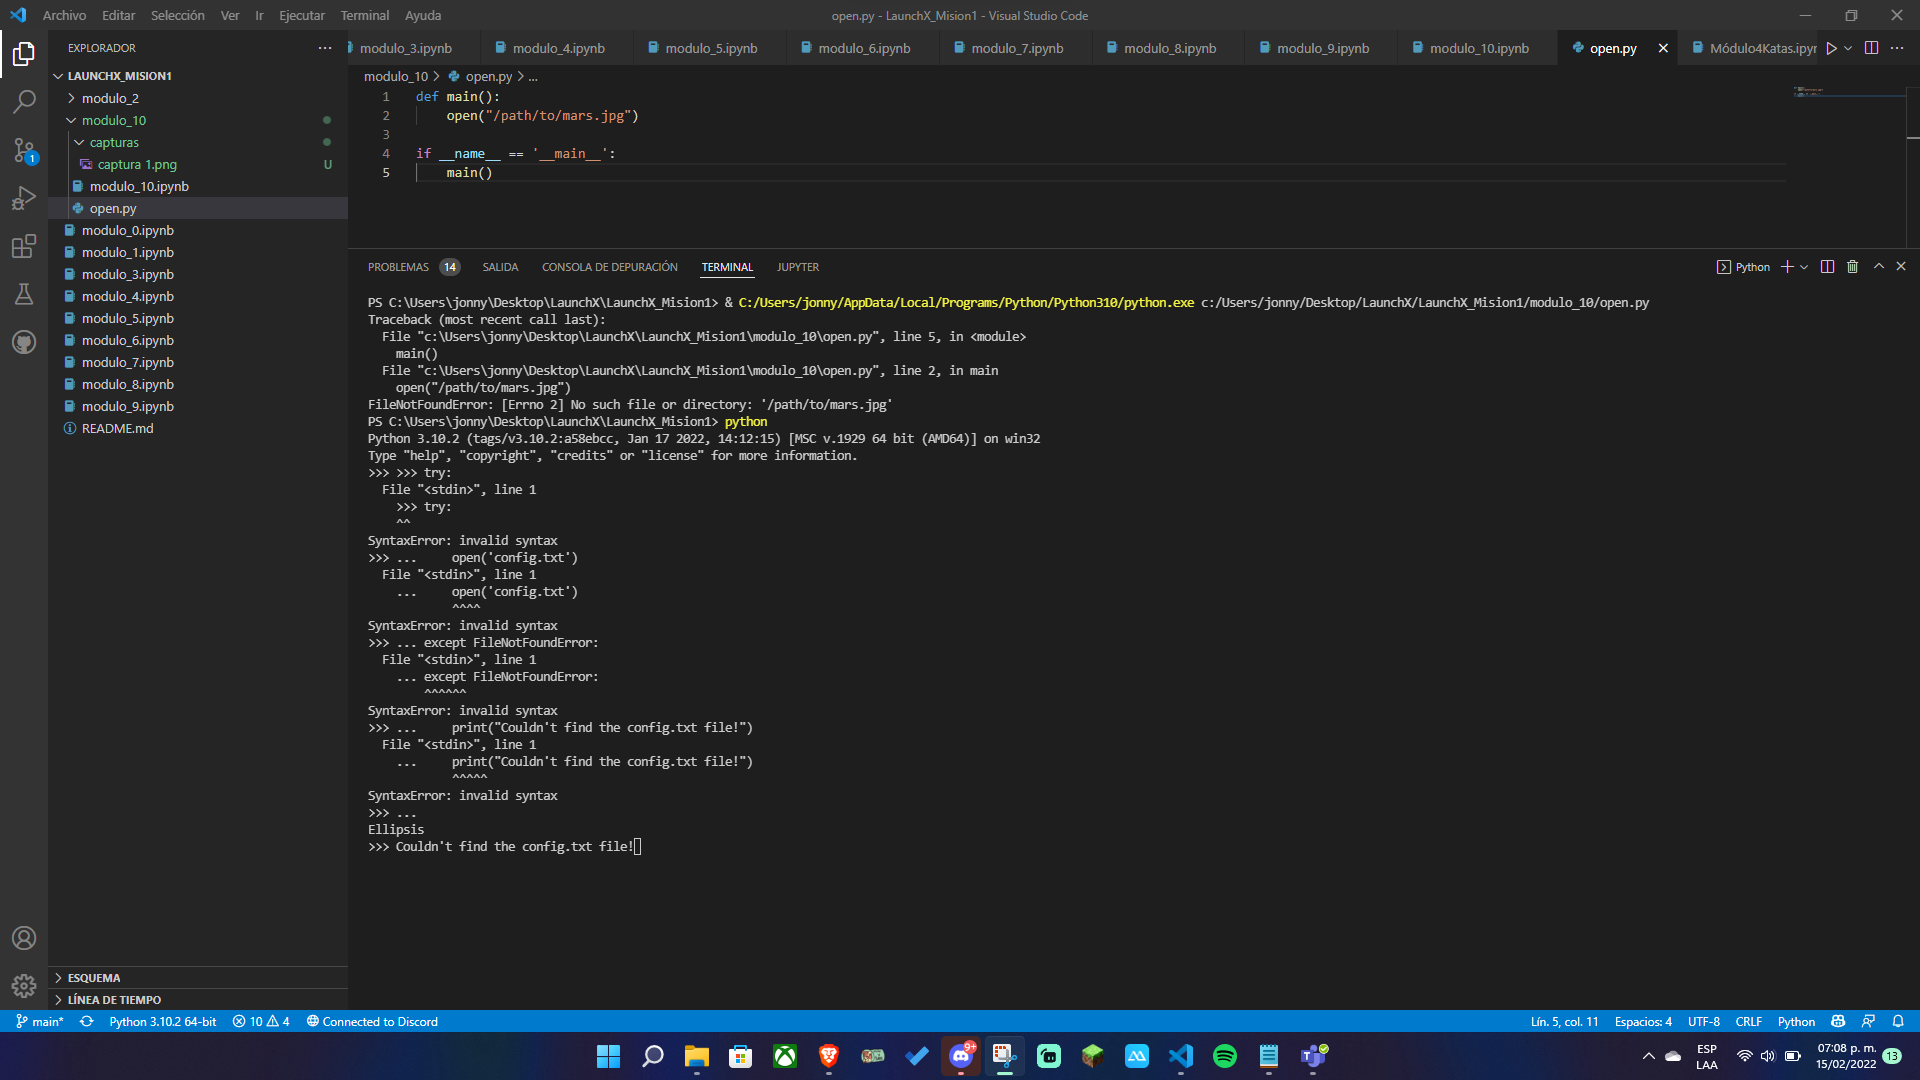 Archivo Editar Selección Ver Ir Ejecutar Terminal Ayuda
open.py - LaunchX_Mision1 - Visual Studio Code
EXPLORADOR
LAUNCHX_MISION1
modulo_2
modulo_10
capturas
captura 1.png U
modulo_10.ipynb
open.py
modulo_0.ipynb
modulo_1.ipynb
modulo_3.ipynb
modulo_4.ipynb
modulo_5.ipynb
modulo_6.ipynb
modulo_7.ipynb
modulo_8.ipynb
modulo_9.ipynb
README.md
ESQUEMA
LÍNEA DE TIEMPO
1
modulo_3.ipynb modulo_4.ipynb modulo_5.ipynb modulo_6.ipynb modulo_7.ipynb modulo_8.ipynb modulo_9.ipynb modulo_10.ipynb open.py Módulo4Katas.ipyr
modulo_10 > open.py > ...
1 def main():
2 open("/path/to/mars.jpg")
3
4 if __name__ == '__main__':
5 main()
PROBLEMAS 14 SALIDA CONSOLA DE DEPURACIÓN TERMINAL JUPYTER
Python
PS C:\Users\jonny\Desktop\LaunchX\LaunchX_Mision1> & C:/Users/jonny/AppData/Local/Programs/Python/Python310/python.exe c:/Users/jonny/Desktop/LaunchX/LaunchX_Mision1/modulo_10/open.py
Traceback (most recent call last):
File "c:\Users\jonny\Desktop\LaunchX\LaunchX_Mision1\modulo_10\open.py", line 5, in <module>
main()
File "c:\Users\jonny\Desktop\LaunchX\LaunchX_Mision1\modulo_10\open.py", line 2, in main
open("/path/to/mars.jpg")
FileNotFoundError: [Errno 2] No such file or directory: '/path/to/mars.jpg'
PS C:\Users\jonny\Desktop\LaunchX\LaunchX_Mision1> python
Python 3.10.2 (tags/v3.10.2:a58ebcc, Jan 17 2022, 14:12:15) [MSC v.1929 64 bit (AMD64)] on win32
Type "help", "copyright", "credits" or "license" for more information.
>>> >>> try:
File "<stdin>", line 1
>>> try:
^^
SyntaxError: invalid syntax
>>> ... open('config.txt')
File "<stdin>", line 1
... open('config.txt')
^^^^
SyntaxError: invalid syntax
>>> ... except FileNotFoundError:
File "<stdin>", line 1
... except FileNotFoundError:
^^^^^^
SyntaxError: invalid syntax
>>> ... print("Couldn't find the config.txt file!")
File "<stdin>", line 1
... print("Couldn't find the config.txt file!")
^^^^^
SyntaxError: invalid syntax
>>> ...
Ellipsis
>>> Couldn't find the config.txt file!
main* Python 3.10.2 64-bit 10 4 Connected to Discord
Lín. 5, col. 11 Espacios: 4 UTF-8 CRLF Python
9+
ESP
LAA
07:08 p. m.
15/02/2022
13